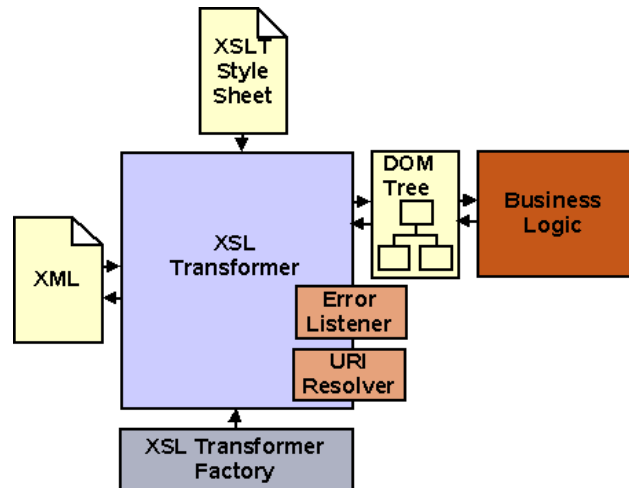 XSLT
Style
Sheet
DOM
Tree
Business
Logic
XSL
Transformer
XML
Error
Listener
URI
Resolver
XSL Transformer
Factory